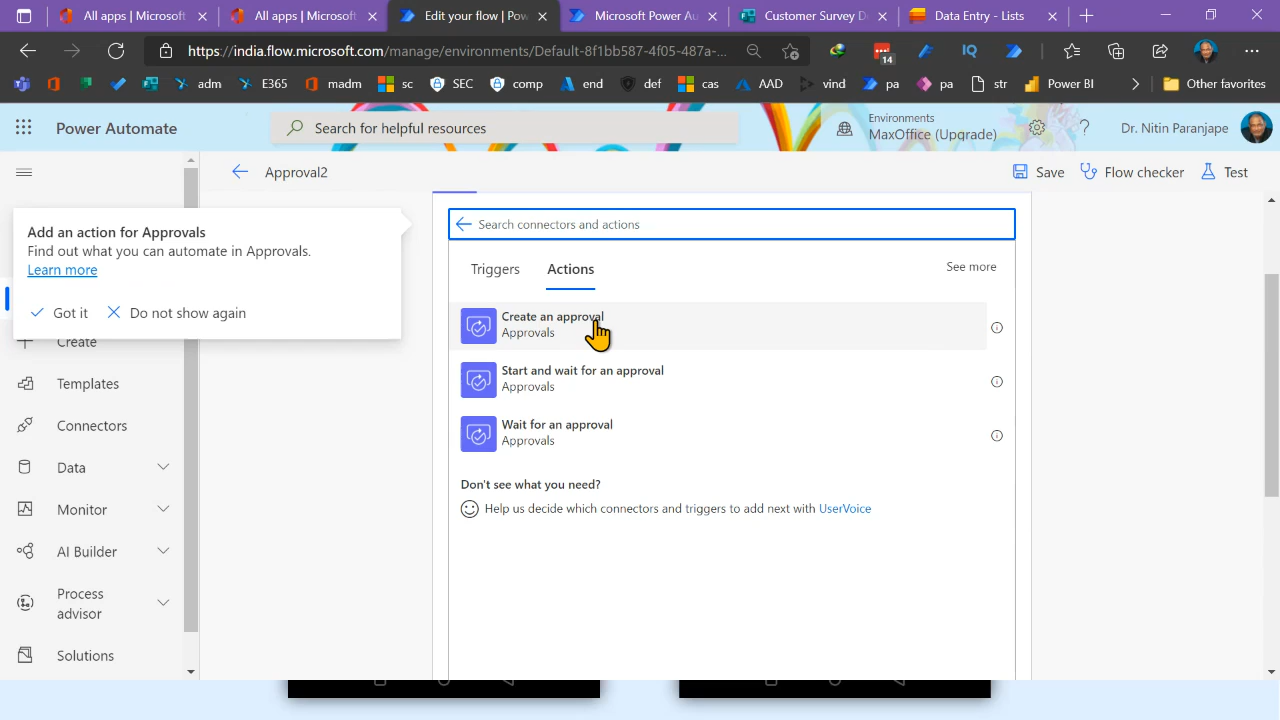 All apps | Microsoft
All apps | Microsoft
Edit your flow | Pow
Microsoft Power Au
Customer Survey D
Data Entry - Lists
https://india.flow.microsoft.com/manage/environments/Default-8f1bb587-4f05-487a-...
14
IQ
adm
E365
madm
sc
SEC
comp
end
def
cas
AAD
vind
pa
pa
str
Power BI
Other favorites
Power Automate
Search for helpful resources
Environments
MaxOffice (Upgrade)
?
Dr. Nitin Paranjape
Approval2
Save
Flow checker
Test
Add an action for Approvals
Find out what you can automate in Approvals.
Learn more
Got it
Do not show again
Create
Templates
Connectors
Data
Monitor
AI Builder
Process
advisor
Solutions
Search connectors and actions
Triggers
Actions
See more
Create an approval
Approvals
Start and wait for an approval
Approvals
Wait for an approval
Approvals
Don't see what you need?
Help us decide which connectors and triggers to add next with UserVoice